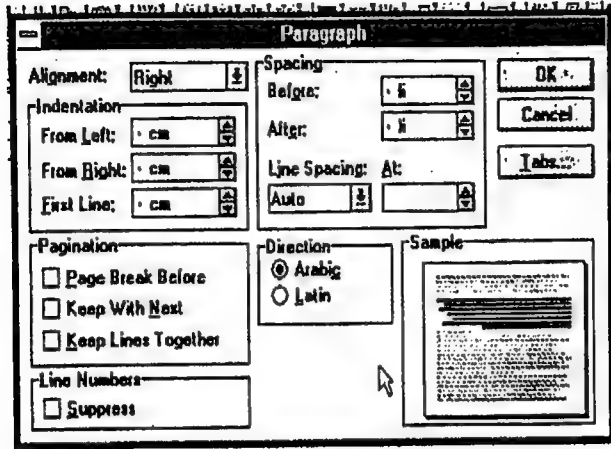 Paragraph
Alignment: Right
Indentation
From Left: cm
From Right: cm
First Line: cm
Spacing
Before: li
After: li
Line Spacing: At:
Auto
OK
Cancel
Tabs...
Pagination
Page Break Before
Keep With Next
Keep Lines Together
Direction
Arabic
Latin
Sample
Line Numbers
Suppress